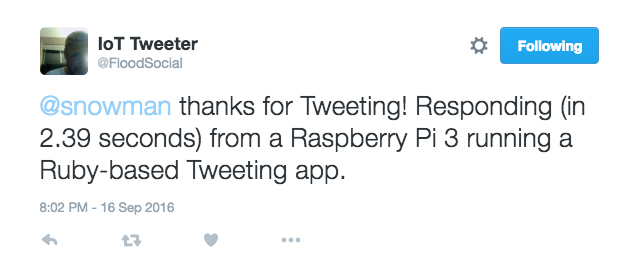 IoT Tweeter
@FloodSocial
Following
@snowman thanks for Tweeting! Responding (in
2.39 seconds) from a Raspberry Pi 3 running a
Ruby-based Tweeting app.
8:02 PM - 16 Sep 2016